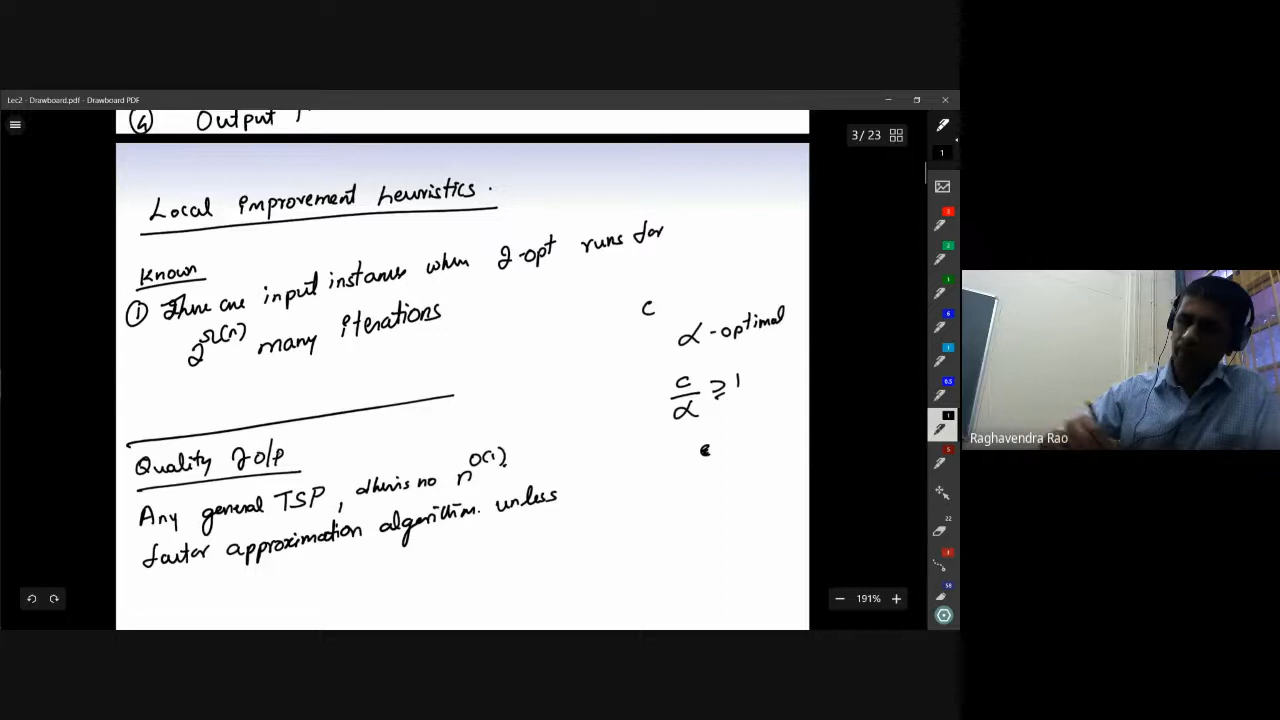 Lec2 - Drawboard.pdf - Drawboard PDF
④ Output
3 / 23
1
Local improvement heuristics.
Known
① There are input instances when 2-opt runs for
2^Ω(n) many iterations
c
α-optimal
c/α ≥ 1
Quality of o/p
Any general TSP, there is no n^O(1)
factor approximation algorithm. unless
191%
Raghavendra Rao